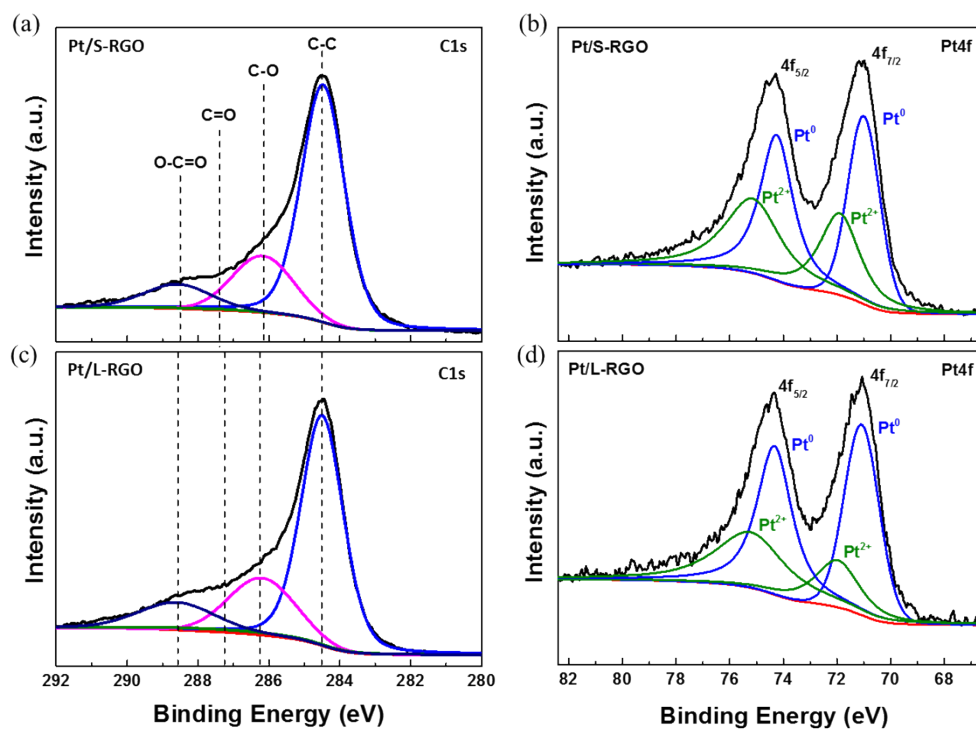 (a)
Pt/S-RGO
C-C
C1s
C-O
C=O
O-C=O
Intensity (a.u.)
(b)
Pt/S-RGO
Pt4f
4f7/2
4f5/2
Pt0
Pt0
Pt2+
Pt2+
Intensity (a.u.)
(c)
Pt/L-RGO
C1s
Intensity (a.u.)
292 290 288 286 284 282 280
Binding Energy (eV)
(d)
Pt/L-RGO
Pt4f
4f7/2
4f5/2
Pt0
Pt0
Pt2+
Pt2+
Intensity (a.u.)
82 80 78 76 74 72 70 68
Binding Energy (eV)